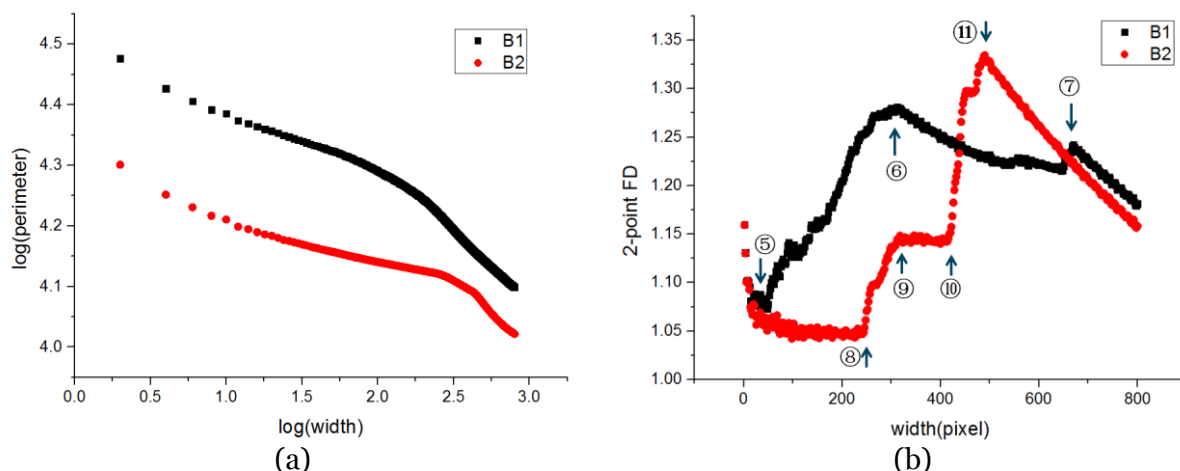 4.5
4.4
4.3
4.2
4.1
4.0
0.0 0.5 1.0 1.5 2.0 2.5 3.0
log(perimeter)
log(width)
B1
B2
(a)
1.35
1.30
1.25
1.20
1.15
1.10
1.05
1.00
0 200 400 600 800
2-point FD
width(pixel)
B1
B2
⑪
⑦
⑥
⑤
⑨
⑩
⑧
(b)